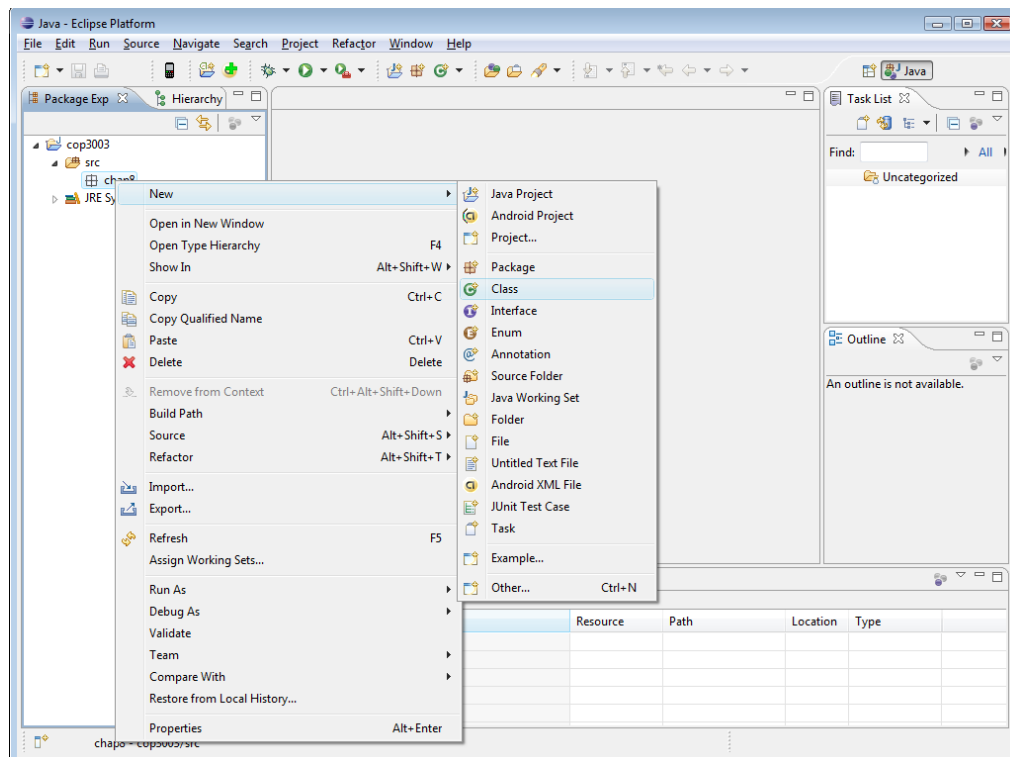 Java - Eclipse Platform
File Edit Run Source Navigate Search Project Refactor Window Help
Java
Package Exp Hierarchy
Task List
cop3003
src
chap8
JRE Sy
Find: All
Uncategorized
New
Open in New Window
Open Type Hierarchy F4
Show In Alt+Shift+W
Copy Ctrl+C
Copy Qualified Name
Paste Ctrl+V
Delete Delete
Remove from Context Ctrl+Alt+Shift+Down
Build Path
Source Alt+Shift+S
Refactor Alt+Shift+T
Import...
Export...
Refresh F5
Assign Working Sets...
Run As
Debug As
Validate
Team
Compare With
Restore from Local History...
Properties Alt+Enter
Java Project
Android Project
Project...
Package
Class
Interface
Enum
Annotation
Source Folder
Java Working Set
Folder
File
Untitled Text File
Android XML File
JUnit Test Case
Task
Example...
Other... Ctrl+N
Outline
An outline is not available.
Resource Path Location Type
chap8 - cop3003/src